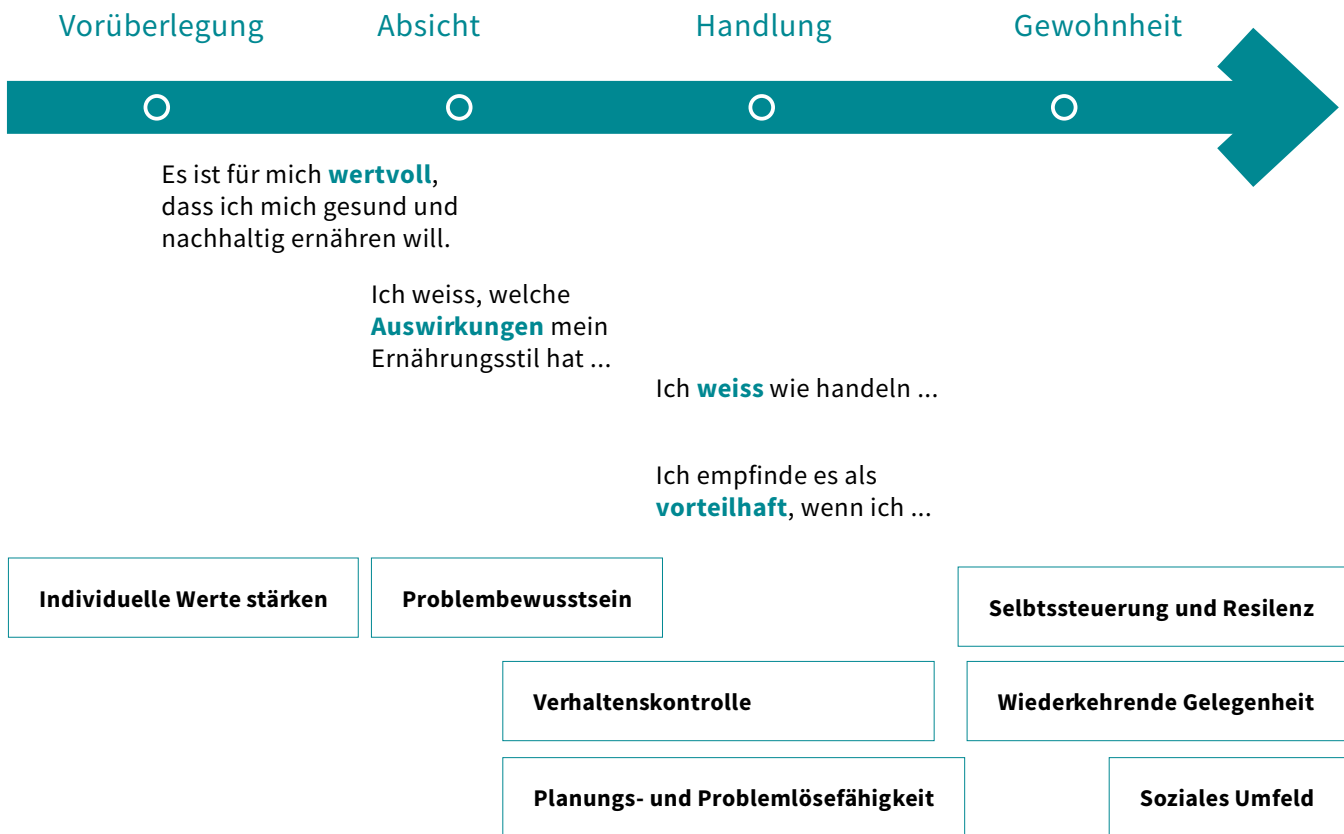 Vorüberlegung
Absicht
Handlung
Gewohnheit
Es ist für mich wertvoll,
dass ich mich gesund und
nachhaltig ernähren will.
Ich weiss, welche
Auswirkungen mein
Ernährungsstil hat ...
Ich weiss wie handeln ...
Ich empfinde es als
vorteilhaft, wenn ich ...
Individuelle Werte stärken
Problembewusstsein
Selbtssteuerung und Resilenz
Verhaltenskontrolle
Wiederkehrende Gelegenheit
Planungs- und Problemlösefähigkeit
Soziales Umfeld